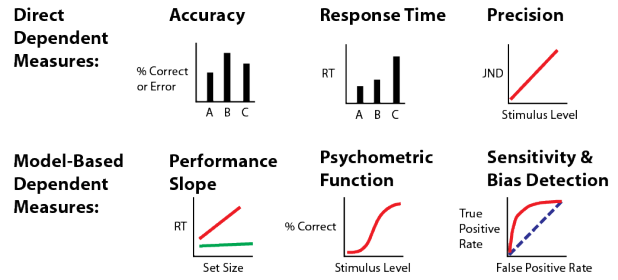 Direct
Dependent
Measures:
Accuracy
% Correct
or Error
A B C
Response Time
RT
A B C
Precision
JND
Stimulus Level
Model-Based
Dependent
Measures:
Performance
Slope
RT
Set Size
Psychometric
Function
% Correct
Stimulus Level
Sensitivity &
Bias Detection
True
Positive
Rate
False Positive Rate